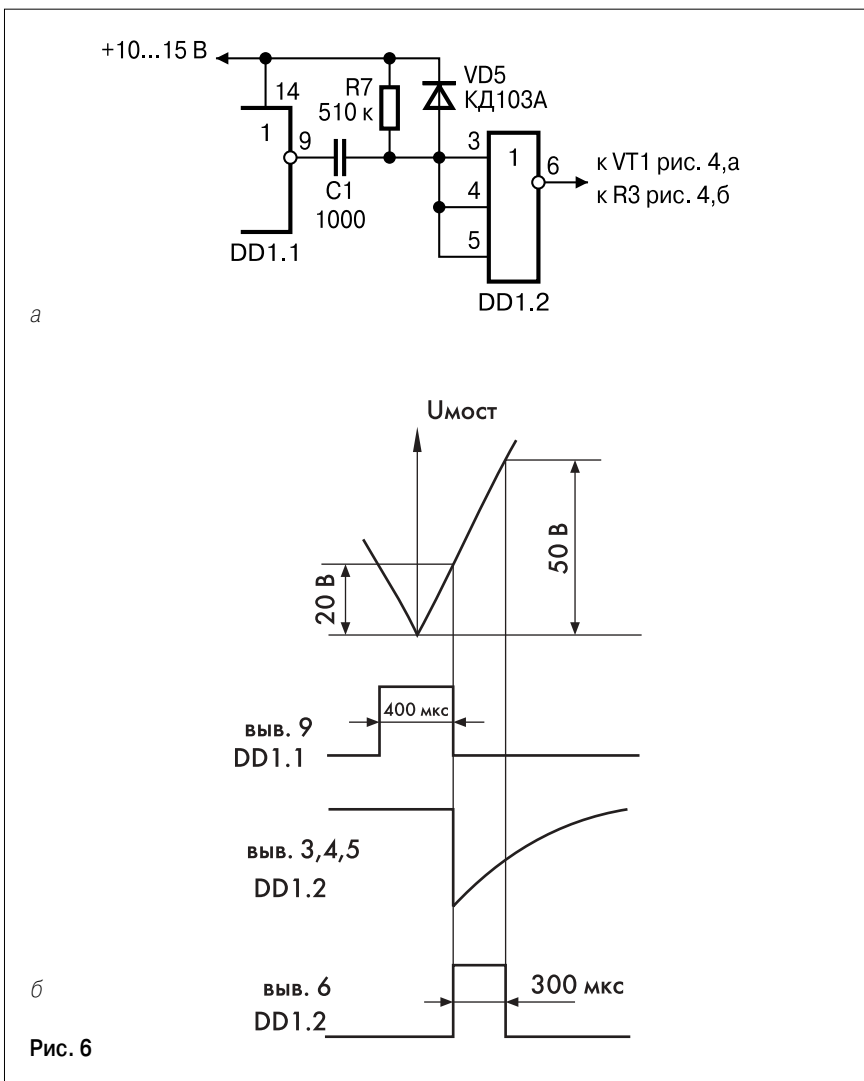 +10...15 В
14
1
9
C1
1000
DD1.1
R7
510 к
VD5
КД103А
3
4
5
1
6
DD1.2
к VT1 рис. 4,а
к R3 рис. 4,б
а
Uмост
20 В
50 В
выв. 9
DD1.1
400 мкс
выв. 3,4,5
DD1.2
б
выв. 6
DD1.2
300 мкс
Рис. 6